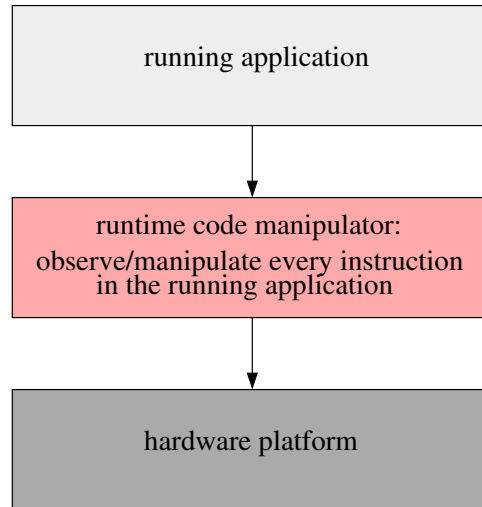 running application
runtime code manipulator:
observe/manipulate every instruction
in the running application
hardware platform